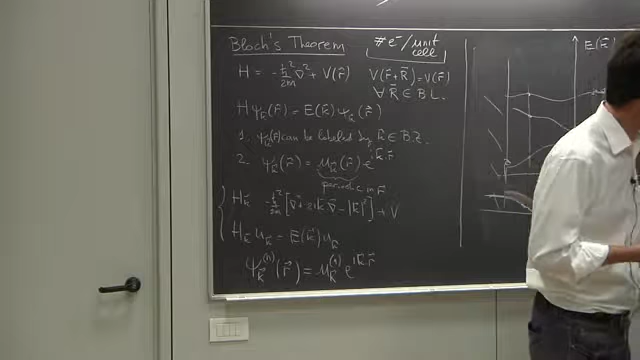 Bloch's Theorem
#e⁻/unit cell
H = -ħ²/2m ∇² + V(r⃗)
V(r⃗+R⃗)=V(r⃗)
∀ R⃗ ∈ B.L.
H ψ_k⃗(r⃗) = E(k⃗) ψ_k⃗(r⃗)
1. ψ_k⃗(r⃗) can be labeled by k⃗ ∈ B.Z.
2. ψ_k⃗(r⃗) = u_k⃗(r⃗) e^{ik⃗·r⃗}
periodic in r⃗
H_k⃗ -ħ²/2m [∇²+2ik⃗·∇⃗ - |k⃗|²] + V
H_k⃗ u_k⃗ = E(k⃗) u_k⃗
ψ_k⃗^(n)(r⃗) = u_k⃗^(n) e^{ik⃗·r⃗}
E(k⃗)